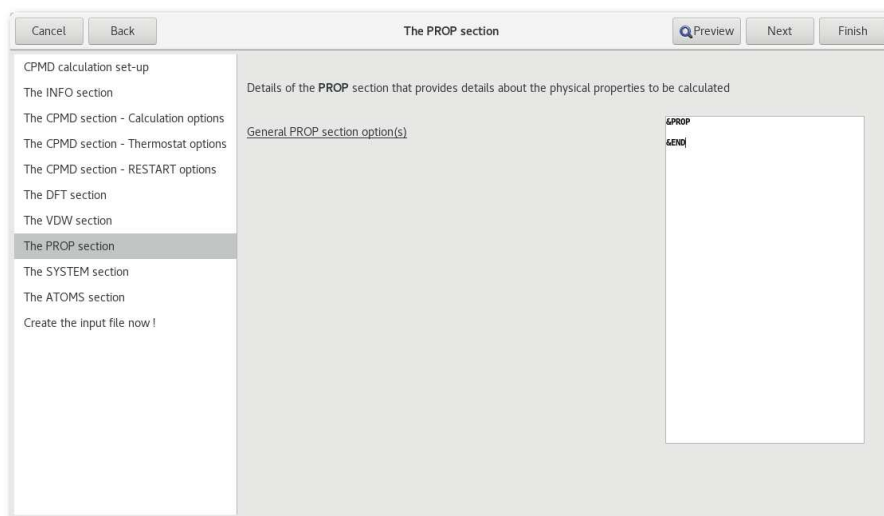 Cancel Back The PROP section Preview Next Finish
CPMD calculation set-up
The INFO section
The CPMD section - Calculation options
The CPMD section - Thermostat options
The CPMD section - RESTART options
The DFT section
The VDW section
The PROP section
The SYSTEM section
The ATOMS section
Create the input file now !
Details of the PROP section that provides details about the physical properties to be calculated
General PROP section option(s)
&PROP
&END